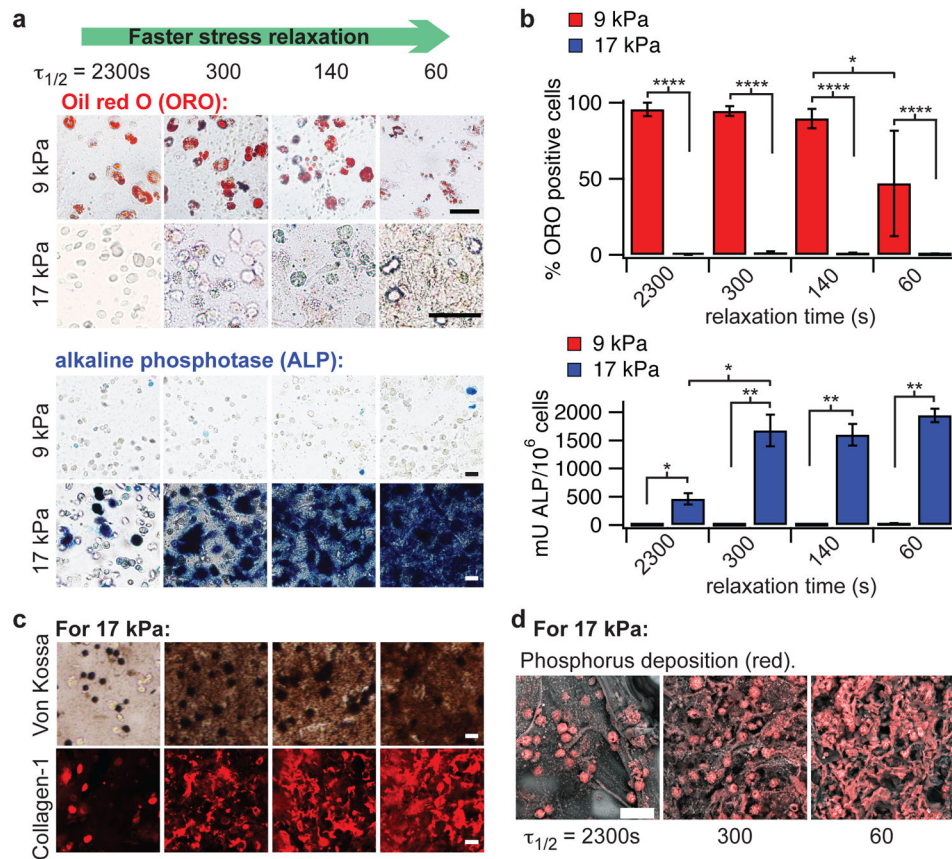 a
Faster stress relaxation
τ1/2 = 2300s 300 140 60
Oil red O (ORO):
9 kPa
17 kPa
alkaline phosphotase (ALP):
9 kPa
17 kPa
b
9 kPa
17 kPa
*
**** **** **** ****
100
50
0
% ORO positive cells
2300 300 140 60
relaxation time (s)
9 kPa
17 kPa
*
* ** ** **
2000
1500
1000
500
0
mU ALP/10^6 cells
2300 300 140 60
relaxation time (s)
c For 17 kPa:
Von Kossa
Collagen-1
d For 17 kPa:
Phosphorus deposition (red).
τ1/2 = 2300s 300 60